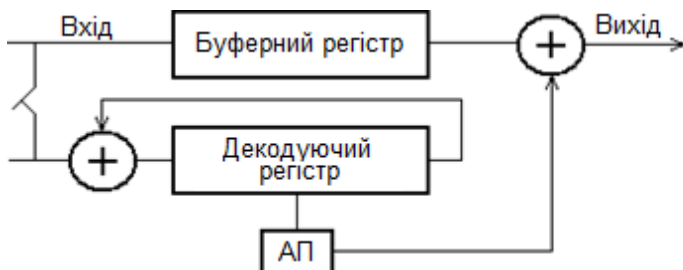 Вхід
Буферний регістр
Вихід
Декодуючий
регістр
АП